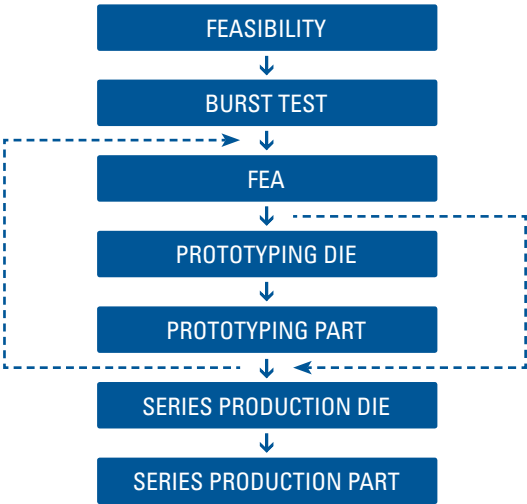 FEASIBILITY
BURST TEST
FEA
PROTOTYPING DIE
PROTOTYPING PART
SERIES PRODUCTION DIE
SERIES PRODUCTION PART